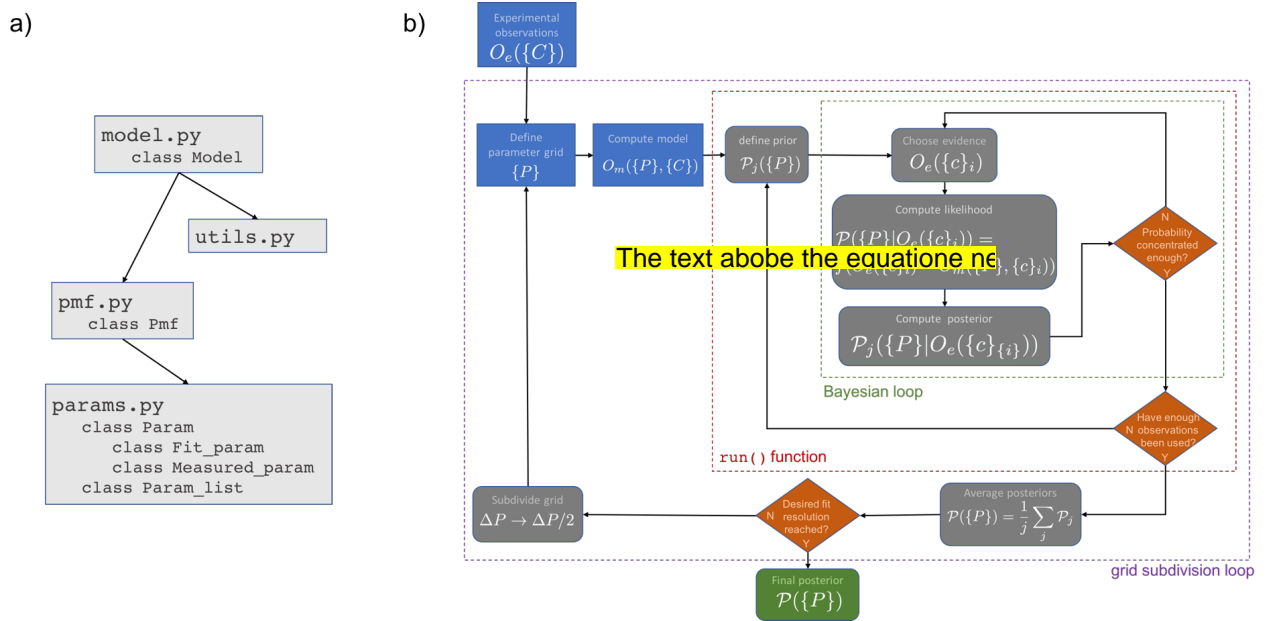 a)
model.py
class Model
utils.py
pmf.py
class Pmf
params.py
class Param
class Fit_param
class Measured_param
class Param_list
b)
Experimental
observations
O_e({C})
Define
parameter grid
{P}
Compute model
O_m({P}, {C})
define prior
𝒫_j({P})
Choose evidence
O_e({c}_i)
Compute likelihood
𝒫({P}|O_e({c}_i)) =
The text abobe the equatione ne
, {c}_i))
Compute posterior
𝒫_j({P}|O_e({c}_{i}))
N
Probability
concentrated
enough?
Y
Bayesian loop
Have enough
N observations
been used?
Y
run() function
Average posteriors
𝒫({P}) = 1/j ∑_j 𝒫_j
Desired fit
N resolution
reached?
Y
Subdivide grid
ΔP → ΔP/2
grid subdivision loop
Final posterior
𝒫({P})